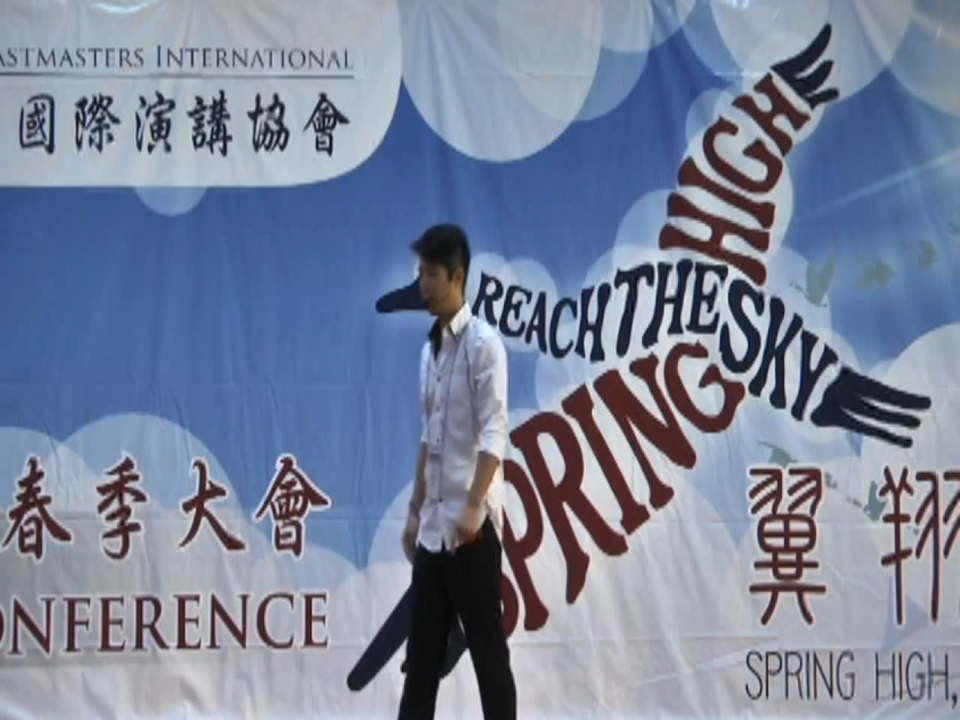 ASTMASTERS INTERNATIONAL
國際演講協會
HIGH
REACH THE SKY
SPRING
春季大會
ONFERENCE
翼翔
SPRING HIGH,